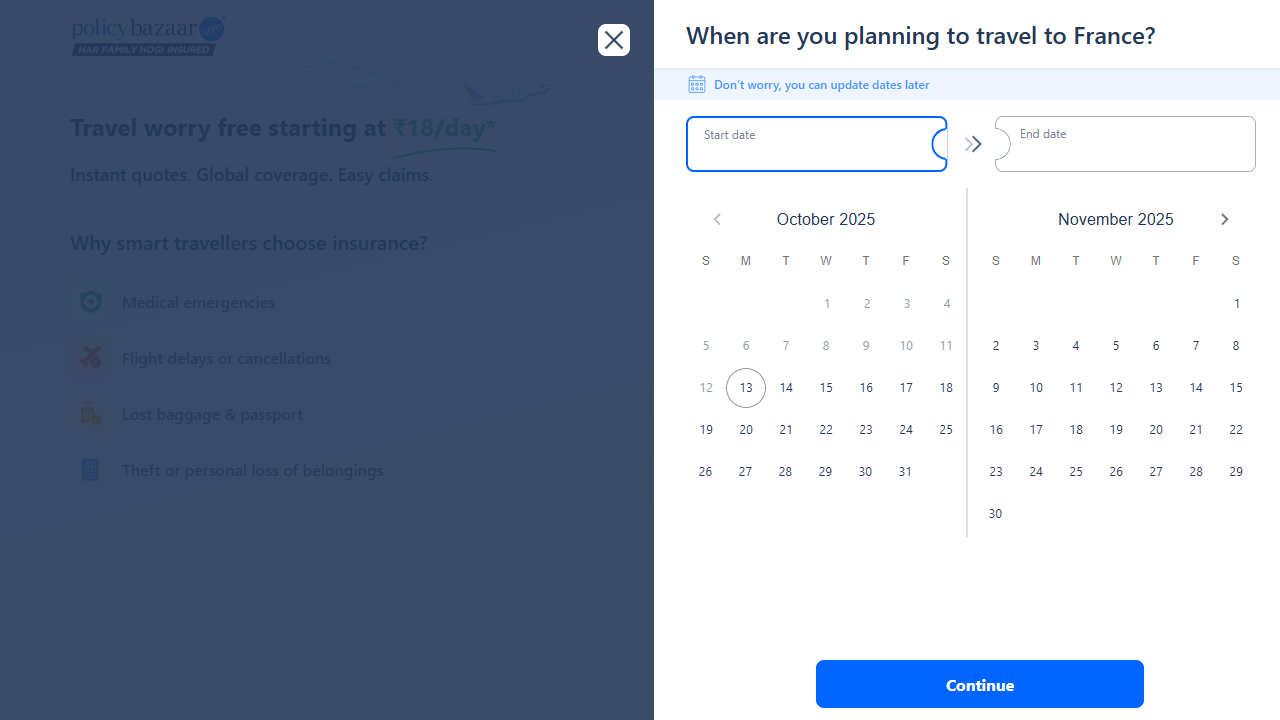 policybazaar
HAR FAMILY HOGI INSURED
Travel worry free starting at ₹18/day*
Instant quotes. Global coverage. Easy claims.
Why smart travellers choose insurance?
Medical emergencies
Flight delays or cancellations
Lost baggage & passport
Theft or personal loss of belongings
When are you planning to travel to France?
Don't worry, you can update dates later
Start date
End date
October 2025
S M T W T F S
1 2 3 4
5 6 7 8 9 10 11
12 13 14 15 16 17 18
19 20 21 22 23 24 25
26 27 28 29 30 31
November 2025
S M T W T F S
1
2 3 4 5 6 7 8
9 10 11 12 13 14 15
16 17 18 19 20 21 22
23 24 25 26 27 28 29
30
Continue